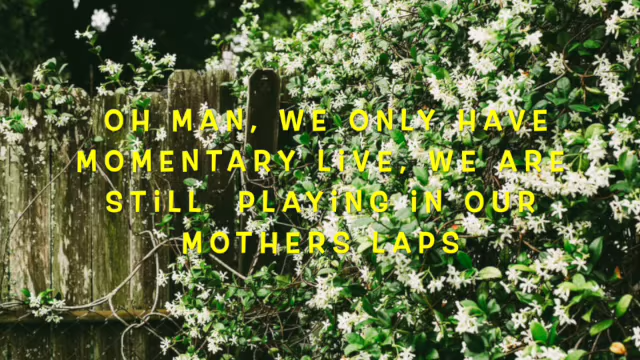 OH MAN, WE ONLY HAVE
MOMENTARY LIVE, WE ARE
STiLL PLAYiNG iN OUR
MOTHERS LAPS